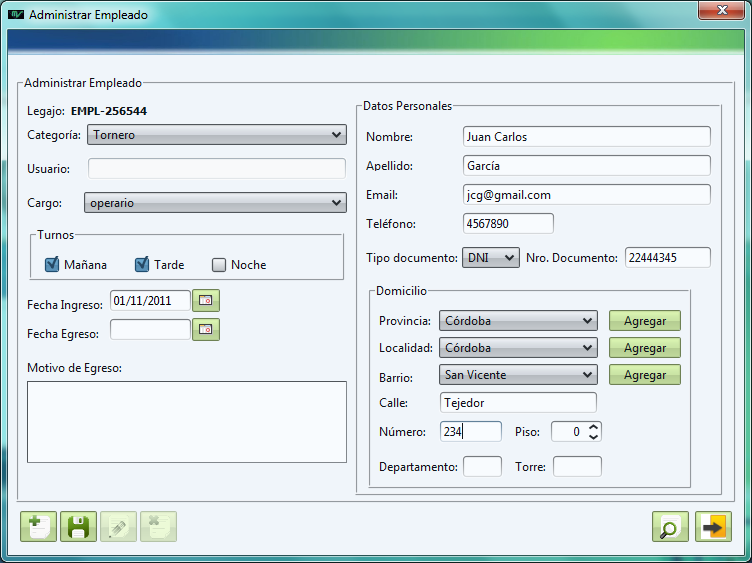 Administrar Empleado
Administrar Empleado
Legajo: EMPL-256544
Categoría: Tornero
Usuario:
Cargo: operario
Turnos
Mañana Tarde Noche
Fecha Ingreso: 01/11/2011
Fecha Egreso:
Motivo de Egreso:
Datos Personales
Nombre: Juan Carlos
Apellido: García
Email: jcg@gmail.com
Teléfono: 4567890
Tipo documento: DNI Nro. Documento: 22444345
Domicilio
Provincia: Córdoba Agregar
Localidad: Córdoba Agregar
Barrio: San Vicente Agregar
Calle: Tejedor
Número: 234 Piso: 0
Departamento: Torre: